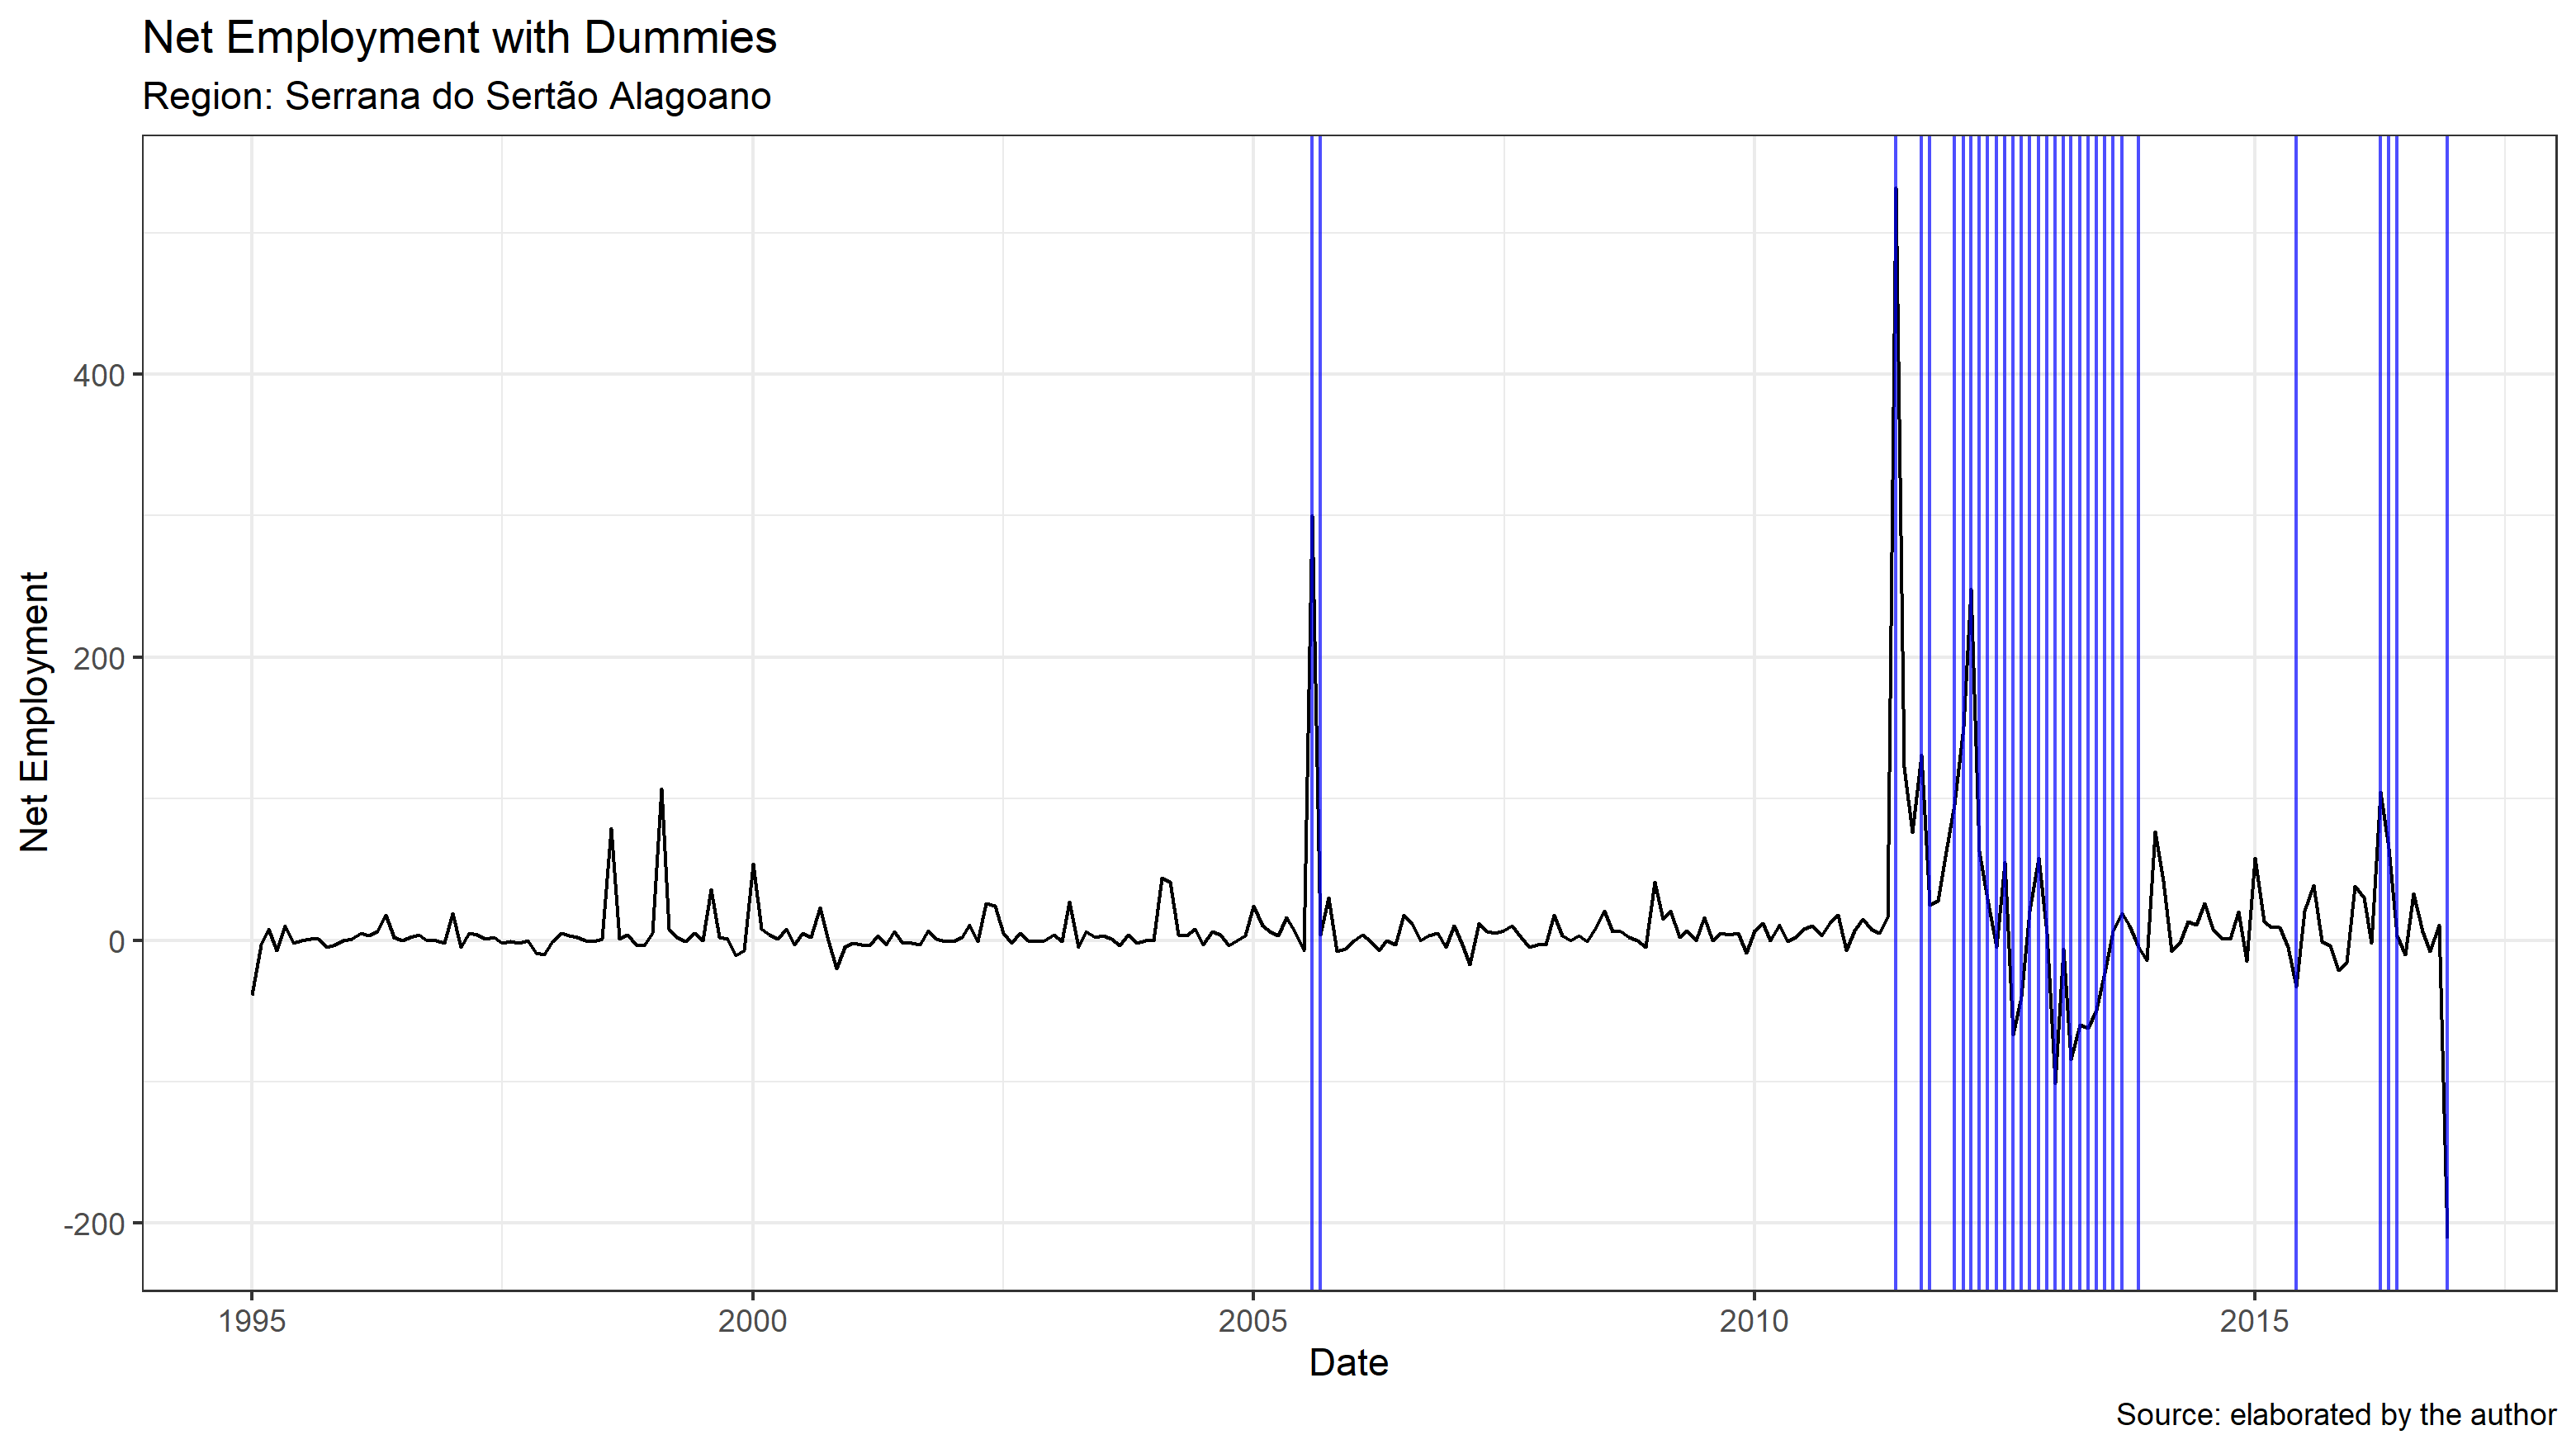 Net Employment with Dummies
Region: Serrana do Sertão Alagoano
Net Employment
400
200
0
-200
1995 2000 2005 2010 2015
Date
Source: elaborated by the author